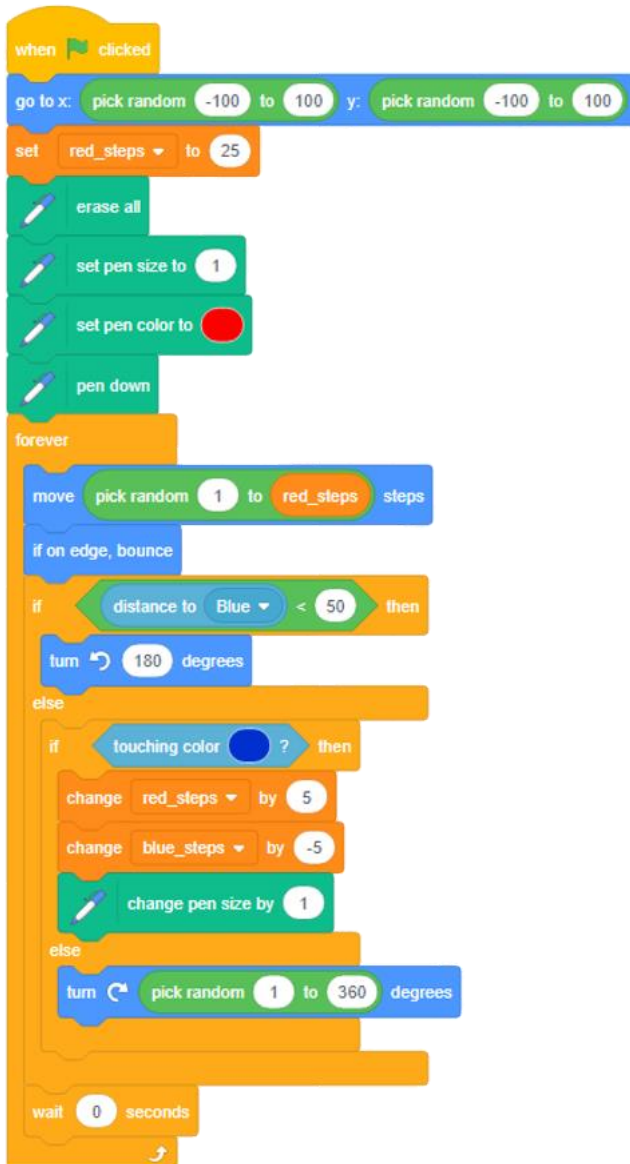 when clicked
go to x: pick random -100 to 100 y: pick random -100 to 100
set red_steps to 25
erase all
set pen size to 1
set pen color to
pen down
forever
move pick random 1 to red_steps steps
if on edge, bounce
if distance to Blue < 50 then
turn 180 degrees
else
if touching color ? then
change red_steps by 5
change blue_steps by -5
change pen size by 1
else
turn pick random 1 to 360 degrees
wait 0 seconds